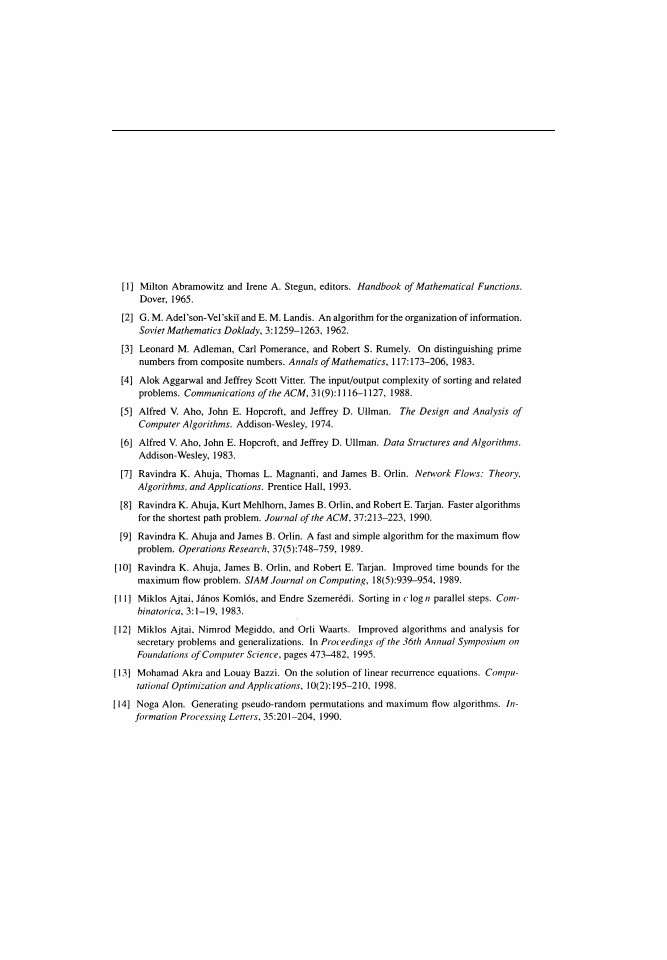 [1] Milton Abramowitz and Irene A. Stegun, editors. Handbook of Mathematical Functions.
Dover, 1965.
[2] G. M. Adel'son-Vel'skiĭ and E. M. Landis. An algorithm for the organization of information.
Soviet Mathematics Doklady, 3:1259–1263, 1962.
[3] Leonard M. Adleman, Carl Pomerance, and Robert S. Rumely. On distinguishing prime
numbers from composite numbers. Annals of Mathematics, 117:173–206, 1983.
[4] Alok Aggarwal and Jeffrey Scott Vitter. The input/output complexity of sorting and related
problems. Communications of the ACM, 31(9):1116–1127, 1988.
[5] Alfred V. Aho, John E. Hopcroft, and Jeffrey D. Ullman. The Design and Analysis of
Computer Algorithms. Addison-Wesley, 1974.
[6] Alfred V. Aho, John E. Hopcroft, and Jeffrey D. Ullman. Data Structures and Algorithms.
Addison-Wesley, 1983.
[7] Ravindra K. Ahuja, Thomas L. Magnanti, and James B. Orlin. Network Flows: Theory,
Algorithms, and Applications. Prentice Hall, 1993.
[8] Ravindra K. Ahuja, Kurt Mehlhorn, James B. Orlin, and Robert E. Tarjan. Faster algorithms
for the shortest path problem. Journal of the ACM, 37:213–223, 1990.
[9] Ravindra K. Ahuja and James B. Orlin. A fast and simple algorithm for the maximum flow
problem. Operations Research, 37(5):748–759, 1989.
[10] Ravindra K. Ahuja, James B. Orlin, and Robert E. Tarjan. Improved time bounds for the
maximum flow problem. SIAM Journal on Computing, 18(5):939–954, 1989.
[11] Miklos Ajtai, János Komlós, and Endre Szemerédi. Sorting in c log n parallel steps. Com-
binatorica, 3:1–19, 1983.
[12] Miklos Ajtai, Nimrod Megiddo, and Orli Waarts. Improved algorithms and analysis for
secretary problems and generalizations. In Proceedings of the 36th Annual Symposium on
Foundations of Computer Science, pages 473–482, 1995.
[13] Mohamad Akra and Louay Bazzi. On the solution of linear recurrence equations. Compu-
tational Optimization and Applications, 10(2):195–210, 1998.
[14] Noga Alon. Generating pseudo-random permutations and maximum flow algorithms. In-
formation Processing Letters, 35:201–204, 1990.